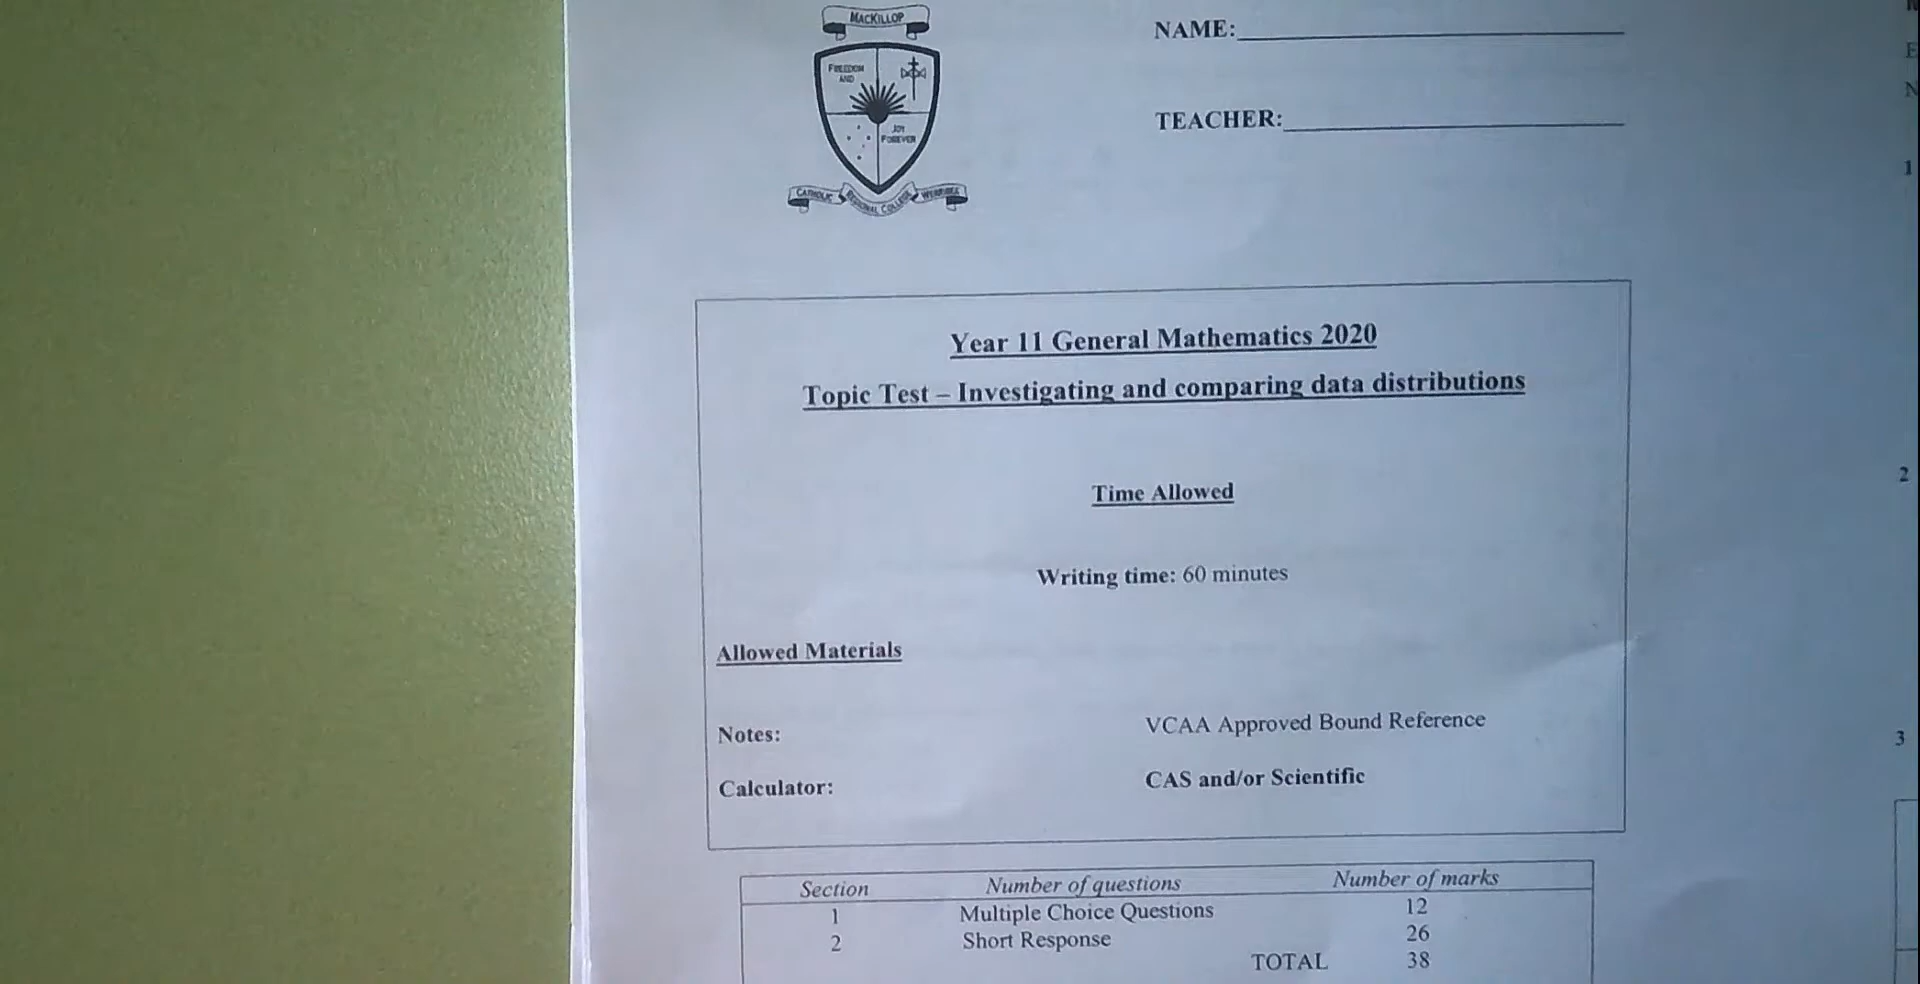 MACKILLOP
FREEDOM
AND
JOY
FOREVER
CATHOLIC REGIONAL COLLEGE WERRIBEE
NAME:
TEACHER:
Year 11 General Mathematics 2020
Topic Test – Investigating and comparing data distributions
Time Allowed
Writing time: 60 minutes
Allowed Materials
Notes: VCAA Approved Bound Reference
Calculator: CAS and/or Scientific
Section Number of questions Number of marks
1 Multiple Choice Questions 12
2 Short Response 26
TOTAL 38
E
N
1
2
3